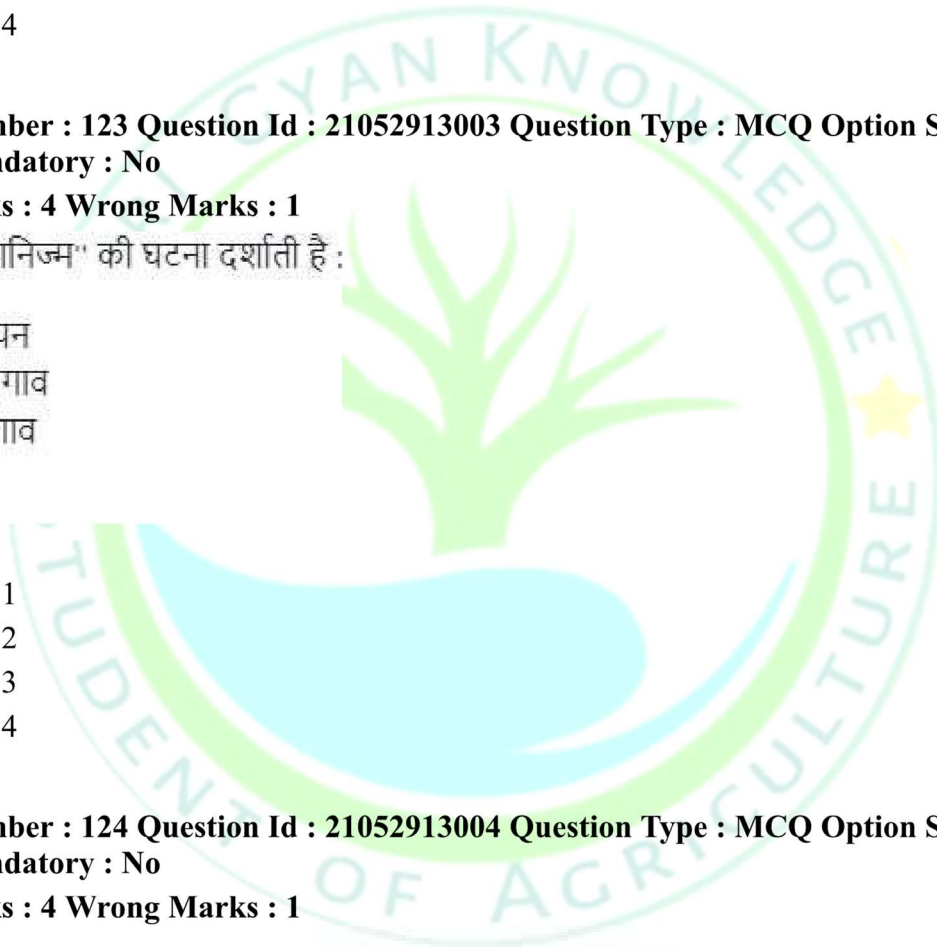 4
nber : 123 Question Id : 21052913003 Question Type : MCQ Option S
ndatory : No
s : 4 Wrong Marks : 1
की घटना दर्शाती है :
1
2
3
4
nber : 124 Question Id : 21052913004 Question Type : MCQ Option S
ndatory : No
s : 4 Wrong Marks : 1
GYAN KNOWLEDGE
STUDENT OF AGRICULTURE